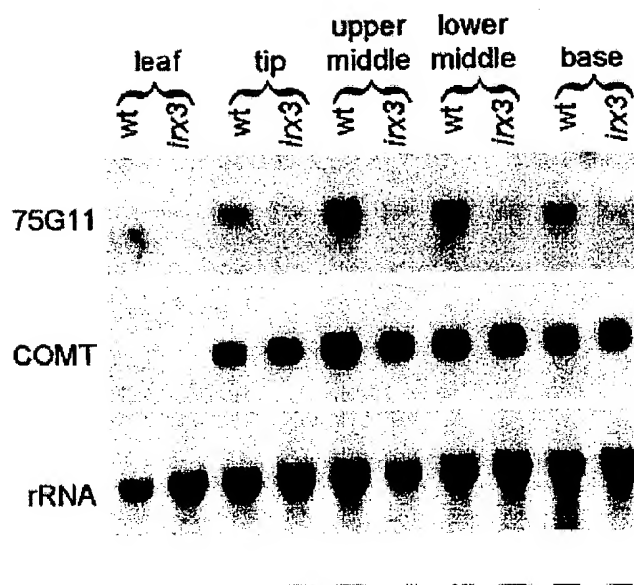 upper lower
leaf tip middle middle base
wt irx3 wt irx3 wt irx3 wt irx3 wt irx3
75G11
COMT
rRNA